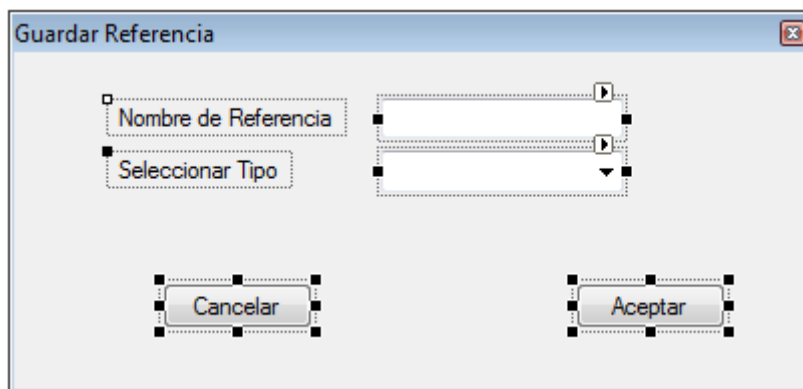 Guardar Referencia
Nombre de Referencia
Seleccionar Tipo
Cancelar Aceptar